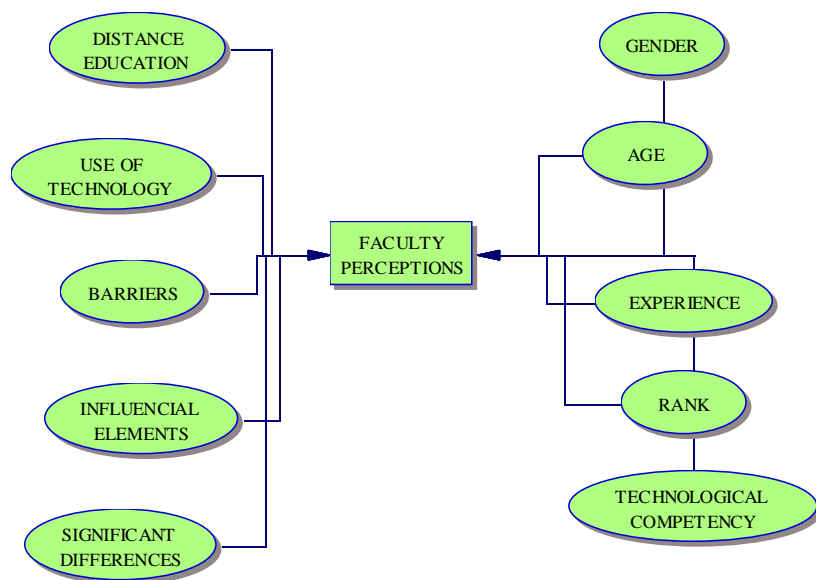 DISTANCE
EDUCATION
USE OF
TECHNOLOGY
BARRIERS
INFLUENCIAL
ELEMENTS
SIGNIFICANT
DIFFERENCES
FACULTY
PERCEPTIONS
GENDER
AGE
EXPERIENCE
RANK
TECHNOLOGICAL
COMPETENCY